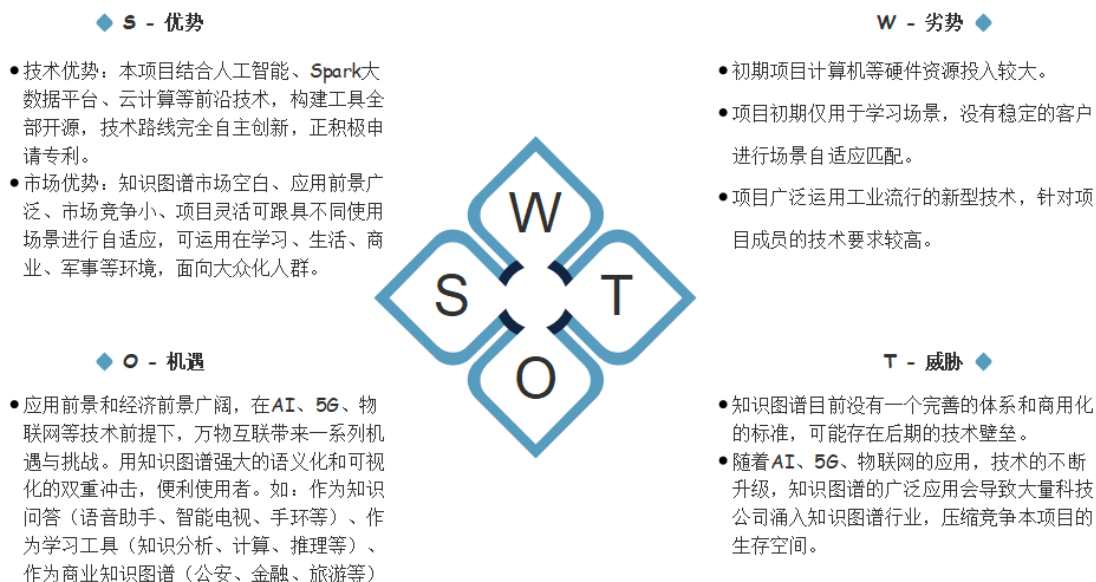 S - 优势
技术优势：本项目结合人工智能、Spark大
数据平台、云计算等前沿技术，构建工具全
部开源，技术路线完全自主创新，正积极申
请专利。
市场优势：知识图谱市场空白、应用前景广
泛、市场竞争小、项目灵活可跟具不同使用
场景进行自适应，可运用在学习、生活、商
业、军事等环境，面向大众化人群。
W - 劣势
初期项目计算机等硬件资源投入较大。
项目初期仅用于学习场景，没有稳定的客户
进行场景自适应匹配。
项目广泛运用工业流行的新型技术，针对项
目成员的技术要求较高。
W
S
T
O
O - 机遇
应用前景和经济前景广阔，在AI、5G、物
联网等技术前提下，万物互联带来一系列机
遇与挑战。用知识图谱强大的语义化和可视
化的双重冲击，便利使用者。如：作为知识
问答（语音助手、智能电视、手环等）、作
为学习工具（知识分析、计算、推理等）、
作为商业知识图谱（公安、金融、旅游等）
T - 威胁
知识图谱目前没有一个完善的体系和商用化
的标准，可能存在后期的技术壁垒。
随着AI、5G、物联网的应用，技术的不断
升级，知识图谱的广泛应用会导致大量科技
公司涌入知识图谱行业，压缩竞争本项目的
生存空间。